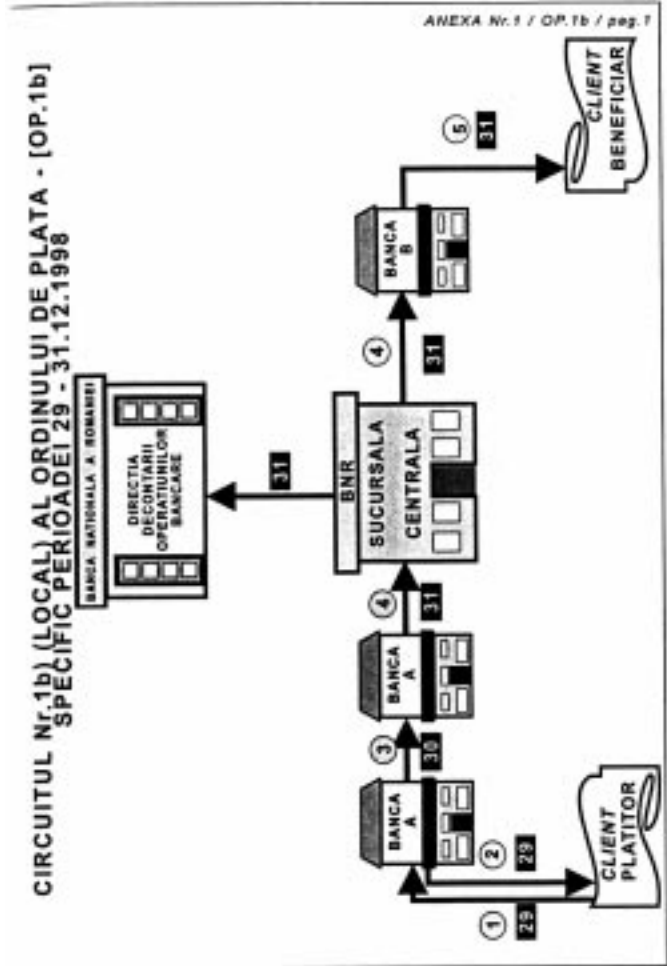 ANEXA Nr.1 / OP.1b / pag.1
CIRCUITUL Nr.1b) (LOCAL) AL ORDINULUI DE PLATA - [OP.1b]
SPECIFIC PERIOADEI 29 - 31.12.1998
BANCA NATIONALA A ROMANIEI
DIRECTIA
DECONTARII
OPERATIUNILOR
BANCARE
31
BNR
SUCURSALA
CENTRALA
1
29
2
29
CLIENT
PLATITOR
BANCA
A
3
30
BANCA
A
4
31
4
31
BANCA
B
5
31
CLIENT
BENEFICIAR